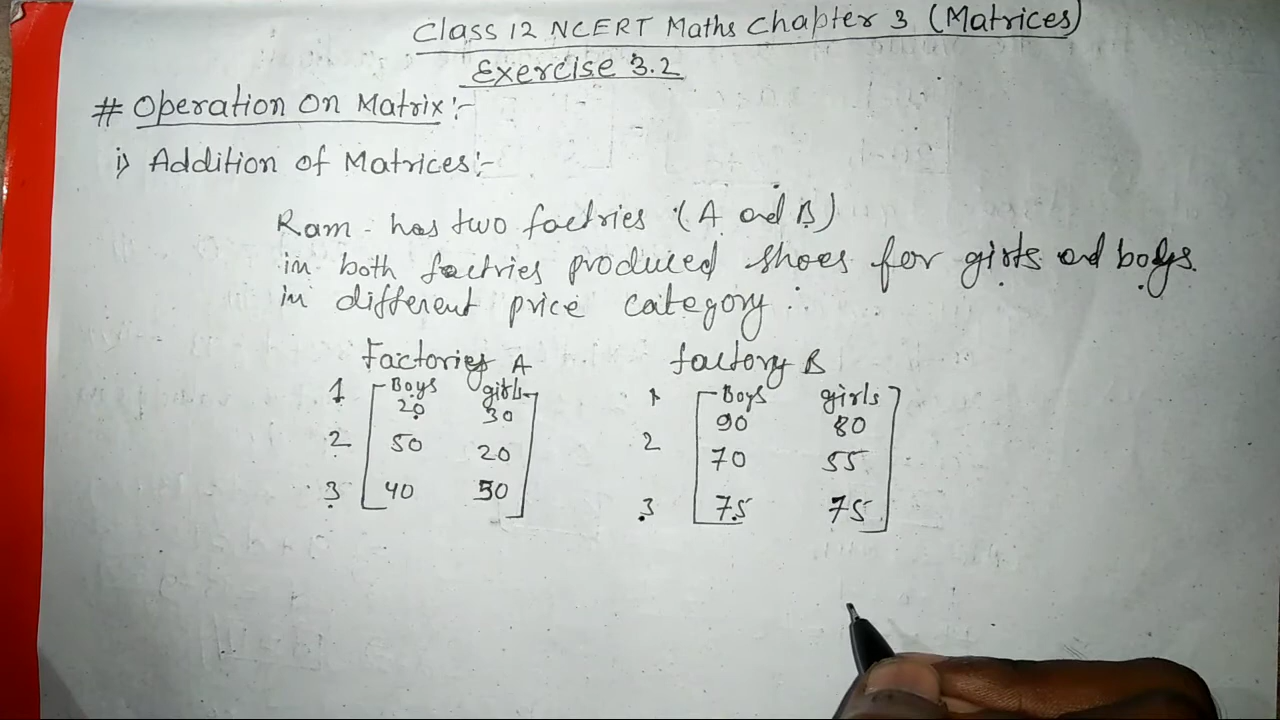 Class 12 NCERT Maths Chapter 3 (Matrices)
Exercise 3.2
# Operation On Matrix:-
i) Addition of Matrices:-
Ram - has two factries (A and B)
in both factries produced shoes for girls and boys.
in different price category :
Factories A factory B
Boys girls Boys girls
1 20 30 1 90 80
2 50 20 2 70 55
3 40 50 3 75 75